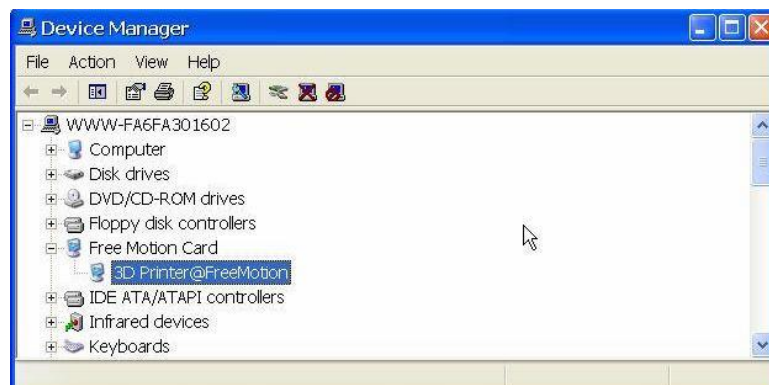 Device Manager
File Action View Help
WWW-FA6FA301602
Computer
Disk drives
DVD/CD-ROM drives
Floppy disk controllers
Free Motion Card
3D Printer@FreeMotion
IDE ATA/ATAPI controllers
Infrared devices
Keyboards